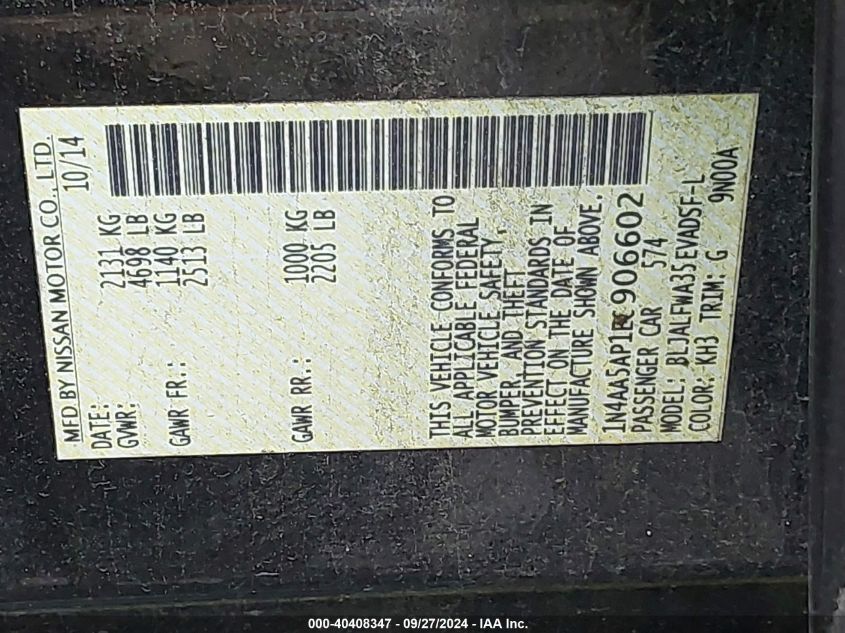 MFD BY NISSAN MOTOR CO., LTD.
DATE: 10/14
GVWR: 2131 KG
4698 LB
GAWR FR.: 1140 KG
2513 LB
GAWR RR.: 1000 KG
2205 LB
THIS VEHICLE CONFORMS TO
ALL APPLICABLE FEDERAL
MOTOR VEHICLE SAFETY,
BUMPER, AND THEFT
PREVENTION STANDARDS IN
EFFECT ON THE DATE OF
MANUFACTURE SHOWN ABOVE.
PASSENGER CAR 574
MODEL: BLJALFWA35EVADSF-L
COLOR: KH3 TRIM: G 9N00A
000-40408347 - 09/27/2024 - IAA Inc.